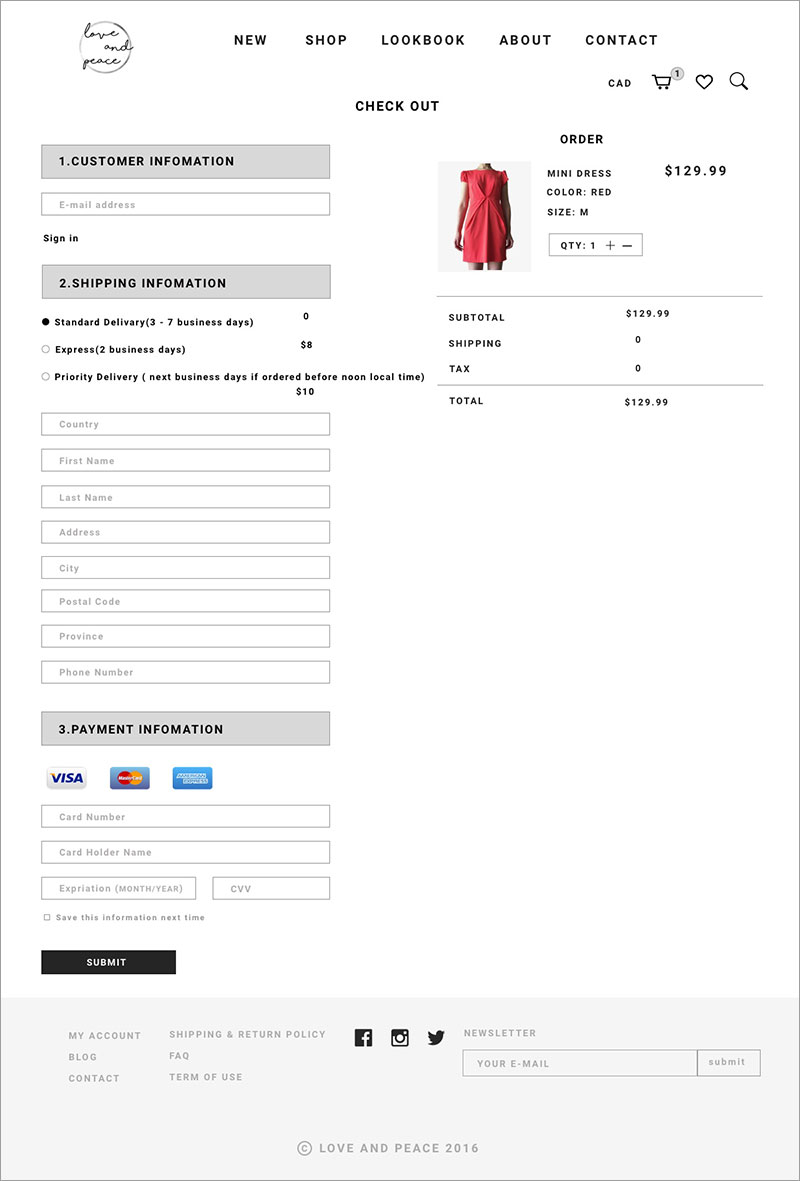 love
and
peace
NEW SHOP LOOKBOOK ABOUT CONTACT
CAD 1
CHECK OUT
ORDER
1.CUSTOMER INFOMATION
E-mail address
Sign in
MINI DRESS $129.99
COLOR: RED
SIZE: M
QTY: 1 + —
2.SHIPPING INFOMATION
Standard Delivery(3 - 7 business days) 0
Express(2 business days) $8
Priority Delivery ( next business days if ordered before noon local time)
$10
SUBTOTAL $129.99
SHIPPING 0
TAX 0
TOTAL $129.99
Country
First Name
Last Name
Address
City
Postal Code
Province
Phone Number
3.PAYMENT INFOMATION
VISA MasterCard AMERICAN EXPRESS
Card Number
Card Holder Name
Expriation (MONTH/YEAR) CVV
Save this information next time
SUBMIT
MY ACCOUNT
BLOG
CONTACT
SHIPPING & RETURN POLICY
FAQ
TERM OF USE
NEWSLETTER
YOUR E-MAIL submit
© LOVE AND PEACE 2016